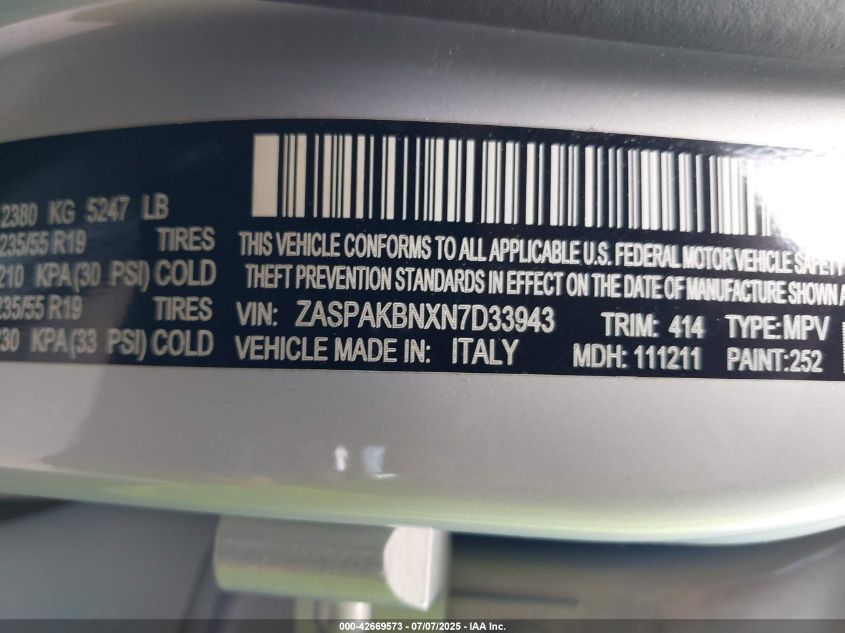 2380 KG 5247 LB
235/55 R19 TIRES
210 KPA(30 PSI) COLD
235/55 R19 TIRES
230 KPA(33 PSI) COLD
THIS VEHICLE CONFORMS TO ALL APPLICABLE U.S. FEDERAL MOTOR VEHICLE SAFETY
THEFT PREVENTION STANDARDS IN EFFECT ON THE DATE OF MANUFACTURE SHOWN A
VIN: ZASPAKBNXN7D33943 TRIM: 414 TYPE:MPV
VEHICLE MADE IN: ITALY MDH: 111211 PAINT:252
000-42669573 / 07/07/2025 - IAA Inc.